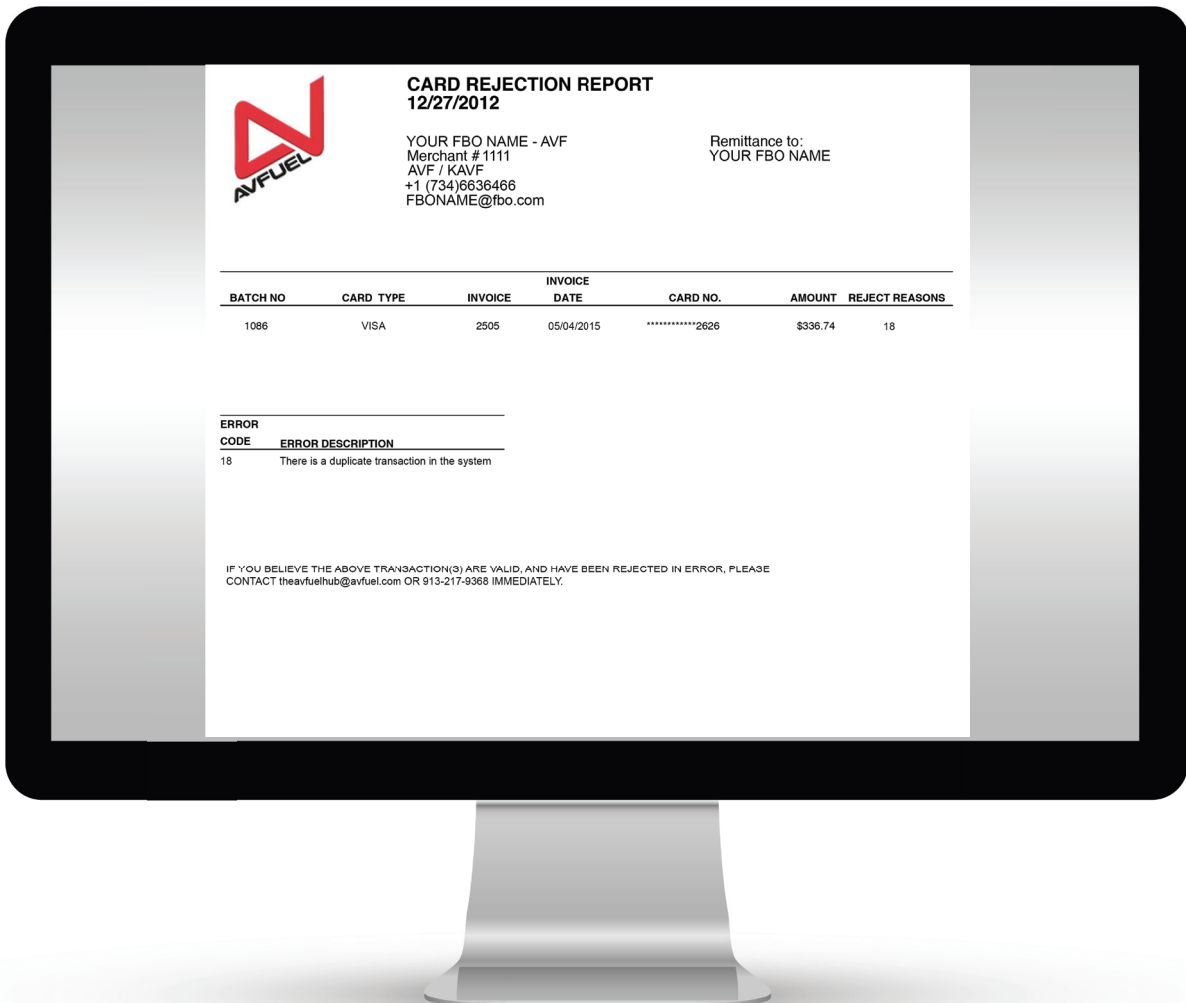 AVFUEL
CARD REJECTION REPORT
12/27/2012
YOUR FBO NAME - AVF
Merchant # 1111
AVF / KAVF
+1 (734)6636466
FBONAME@fbo.com
Remittance to:
YOUR FBO NAME
INVOICE
BATCH NO CARD TYPE INVOICE DATE CARD NO. AMOUNT REJECT REASONS
1086 VISA 2505 05/04/2015 ************2626 $336.74 18
ERROR
CODE ERROR DESCRIPTION
18 There is a duplicate transaction in the system
IF YOU BELIEVE THE ABOVE TRANSACTION(S) ARE VALID, AND HAVE BEEN REJECTED IN ERROR, PLEASE
CONTACT theavfuelhub@avfuel.com OR 913-217-9368 IMMEDIATELY.